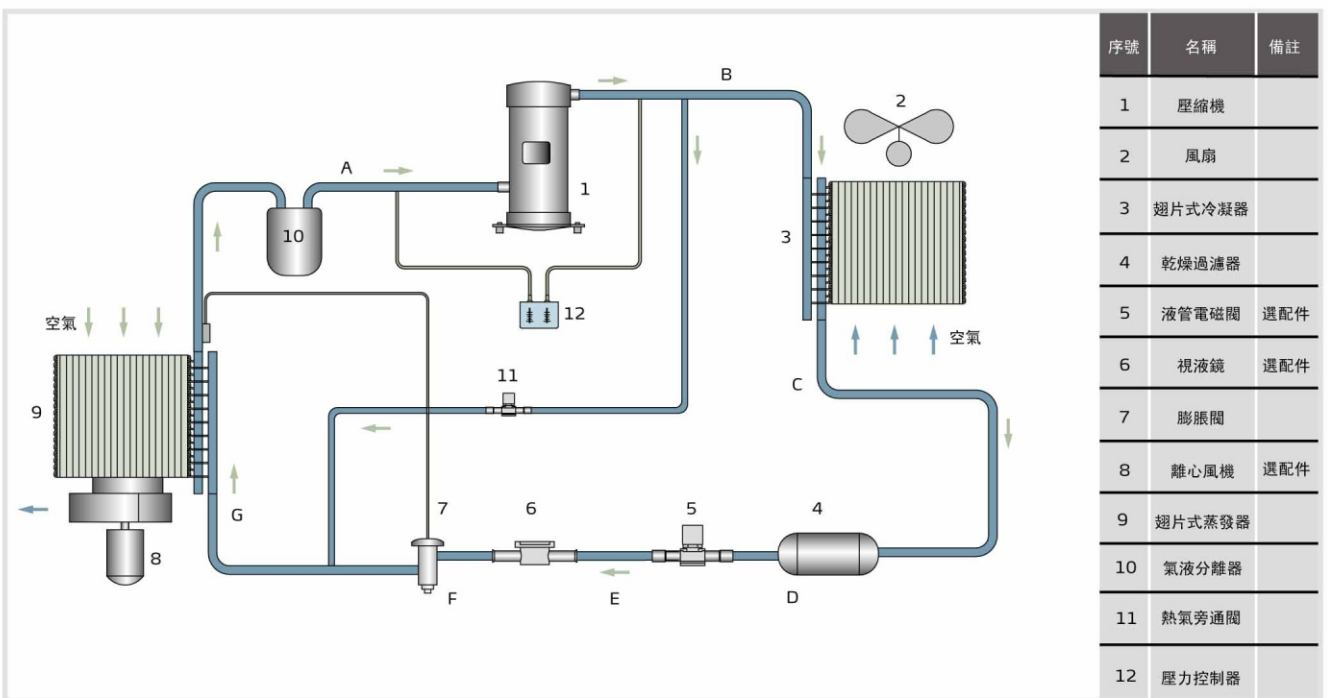 A
B
2
1
10
3
12
空氣
空氣
11
C
9
G
7
6
5
4
8
F
E
D
序號 名稱 備註
1 壓縮機
2 風扇
3 翅片式冷凝器
4 乾燥過濾器
5 液管電磁閥 選配件
6 視液鏡 選配件
7 膨脹閥
8 離心風機 選配件
9 翅片式蒸發器
10 氣液分離器
11 熱氣旁通閥
12 壓力控制器